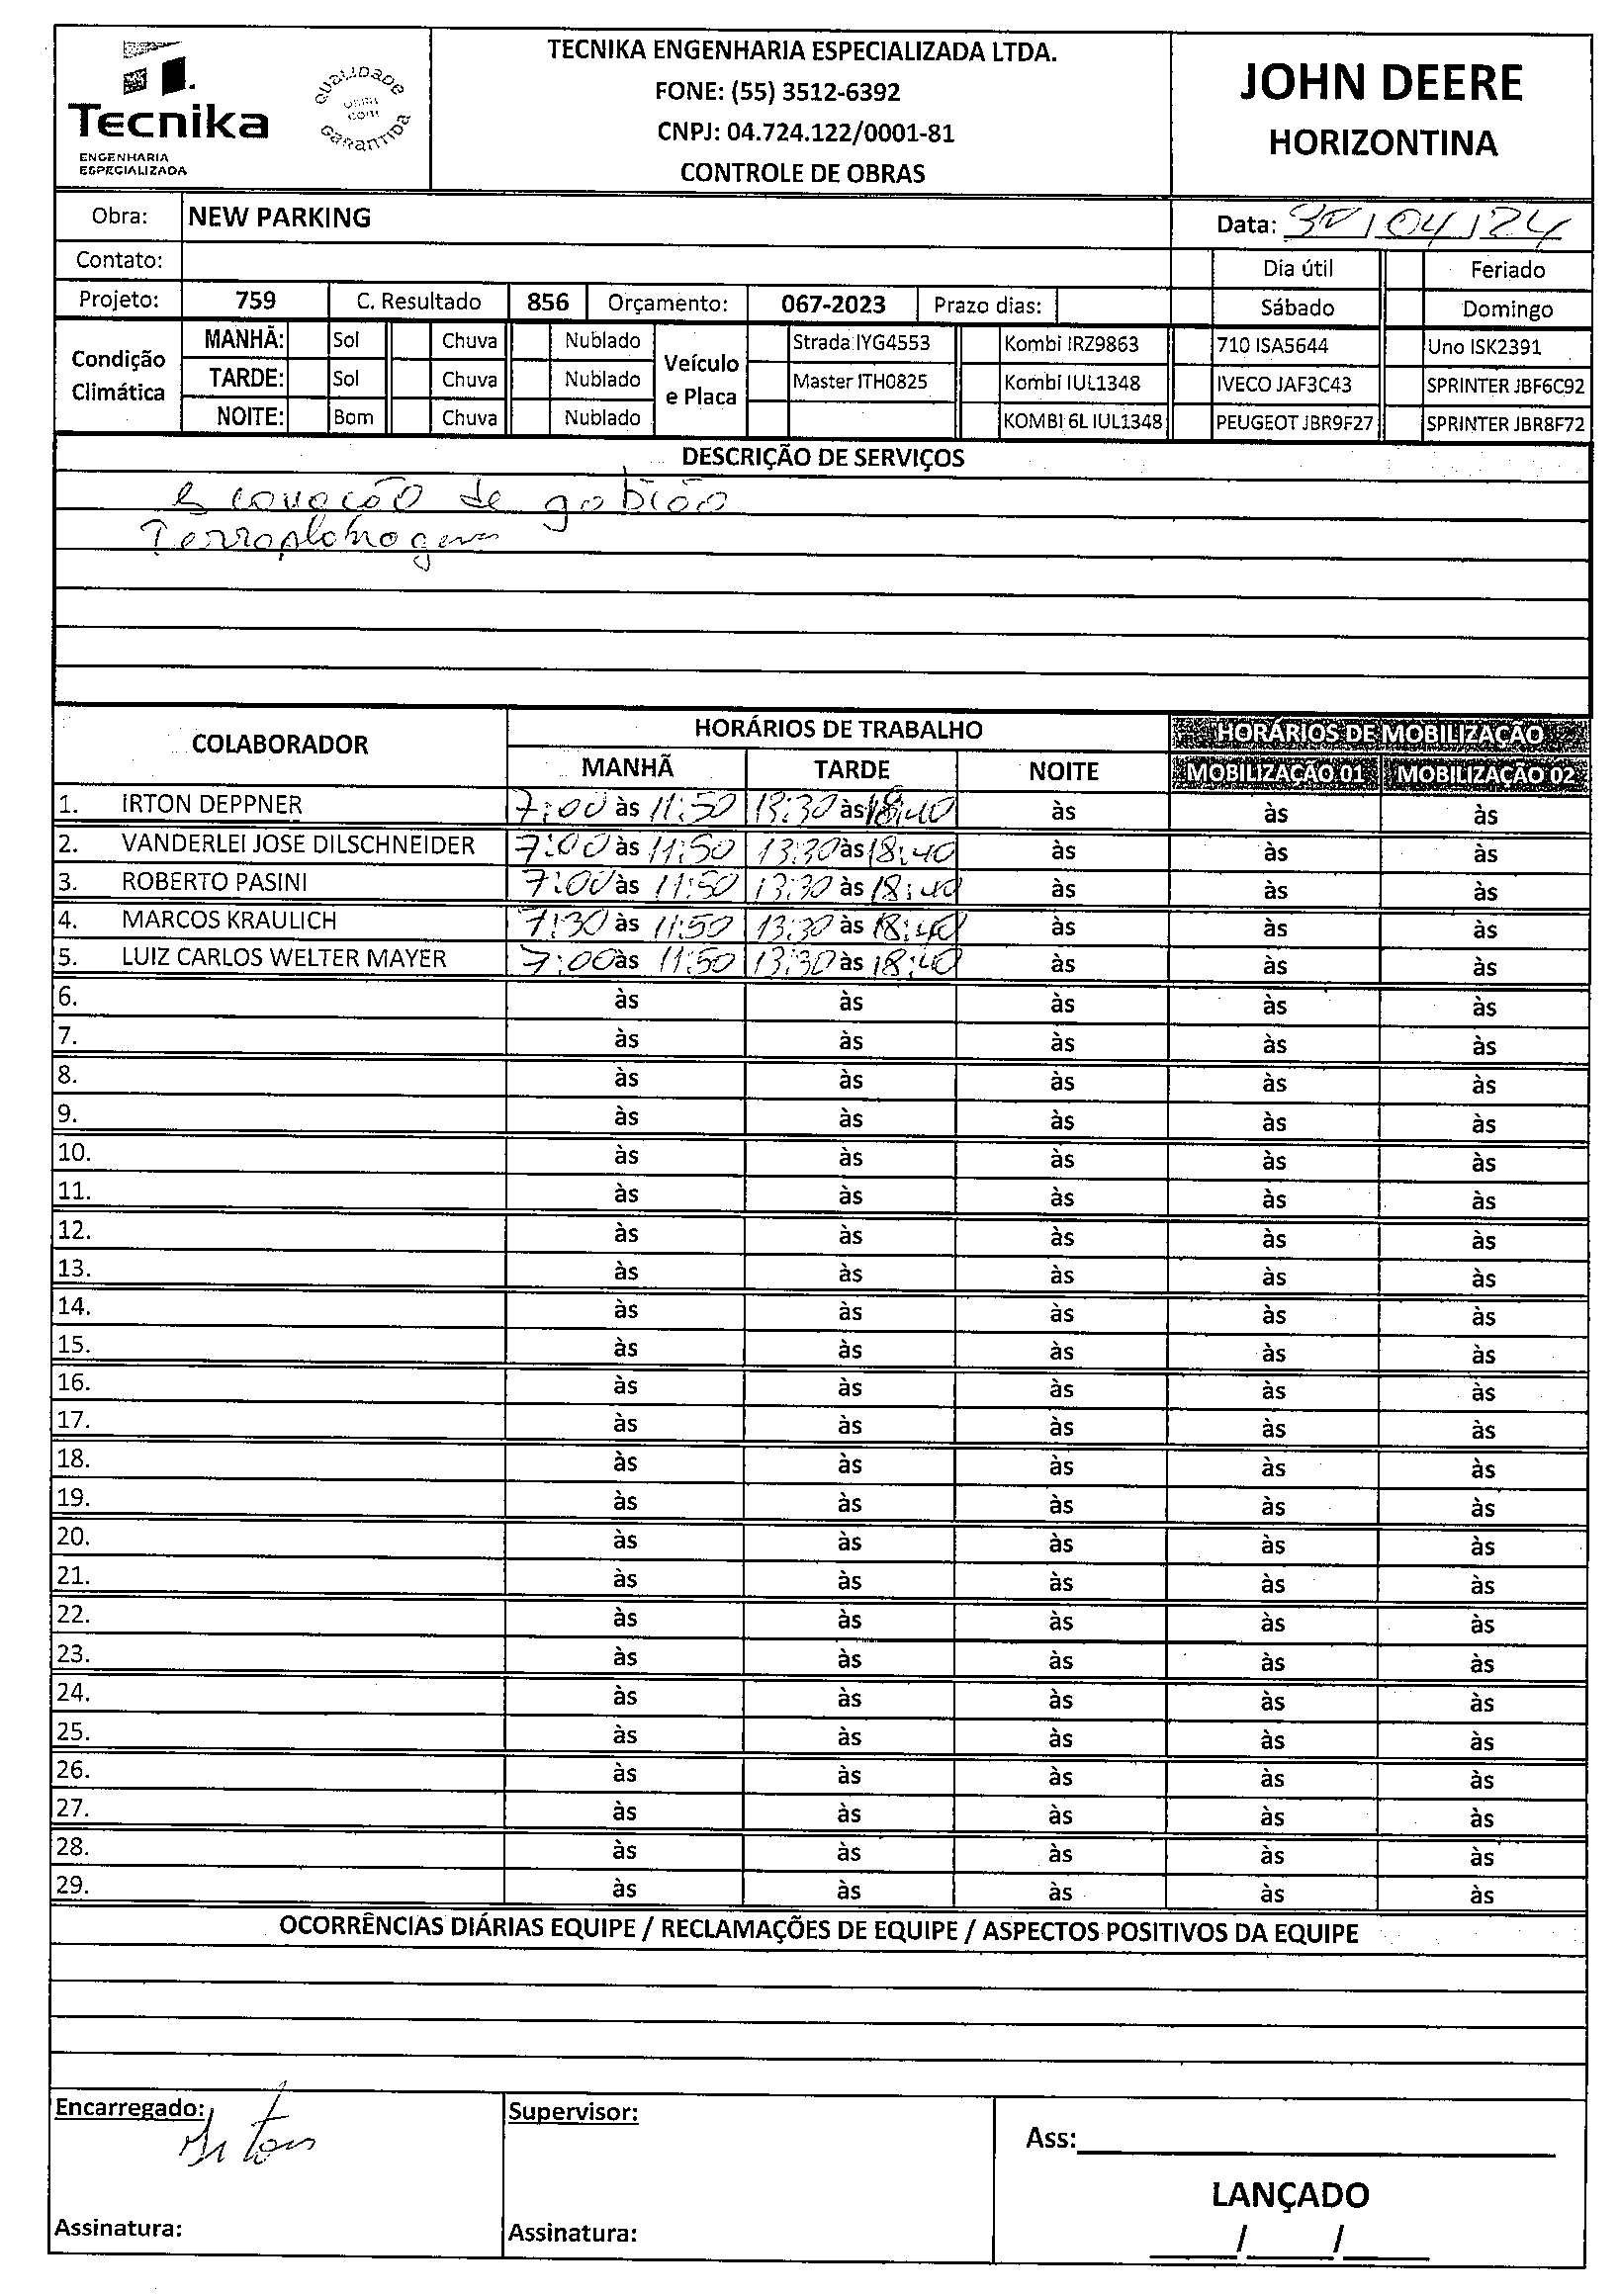 Tecnika
ENGENHARIA
ESPECIALIZADA
QUALIDADE
COM
GARANTIDA
TECNIKA ENGENHARIA ESPECIALIZADA LTDA.
FONE: (55) 3512-6392
CNPJ: 04.724.122/0001-81
CONTROLE DE OBRAS
JOHN DEERE
HORIZONTINA
Obra: NEW PARKING Data: 30/04/24
Contato: Dia útil Feriado
Projeto: 759 C. Resultado 856 Orçamento: 067-2023 Prazo dias: Sábado Domingo
Condição Climática
MANHÃ: Sol Chuva Nublado
TARDE: Sol Chuva Nublado
NOITE: Bom Chuva Nublado
Veículo e Placa
Strada IYG4553 Kombi IRZ9863 710 ISA5644 Uno ISK2391
Master ITH0825 Kombi IUL1348 IVECO JAF3C43 SPRINTER JBF6C92
KOMBI 6L IUL1348 PEUGEOT JBR9F27 SPRINTER JBR8F72
DESCRIÇÃO DE SERVIÇOS
escavação de gabião
Terraplanagem
COLABORADOR HORÁRIOS DE TRABALHO HORÁRIOS DE MOBILIZAÇÃO
MANHÃ TARDE NOITE MOBILIZAÇÃO 01 MOBILIZAÇÃO 02
1. IRTON DEPPNER 7:00 às 11:50 13:30 às 18:40 às às às
2. VANDERLEI JOSE DILSCHNEIDER 7:00 às 11:50 13:30 às 18:40 às às às
3. ROBERTO PASINI 7:00 às 11:50 13:30 às 18:40 às às às
4. MARCOS KRAULICH 7:30 às 11:50 13:30 às 18:40 às às às
5. LUIZ CARLOS WELTER MAYER 7:00 às 11:50 13:30 às 18:40 às às às
6. às às às às às
7. às às às às às
8. às às às às às
9. às às às às às
10. às às às às às
11. às às às às às
12. às às às às às
13. às às às às às
14. às às às às às
15. às às às às às
16. às às às às às
17. às às às às às
18. às às às às às
19. às às às às às
20. às às às às às
21. às às às às às
22. às às às às às
23. às às às às às
24. às às às às às
25. às às às às às
26. às às às às às
27. às às às às às
28. às às às às às
29. às às às às às
OCORRÊNCIAS DIÁRIAS EQUIPE / RECLAMAÇÕES DE EQUIPE / ASPECTOS POSITIVOS DA EQUIPE
Encarregado: Irton
Assinatura:
Supervisor:
Assinatura:
Ass:
LANÇADO
/ /